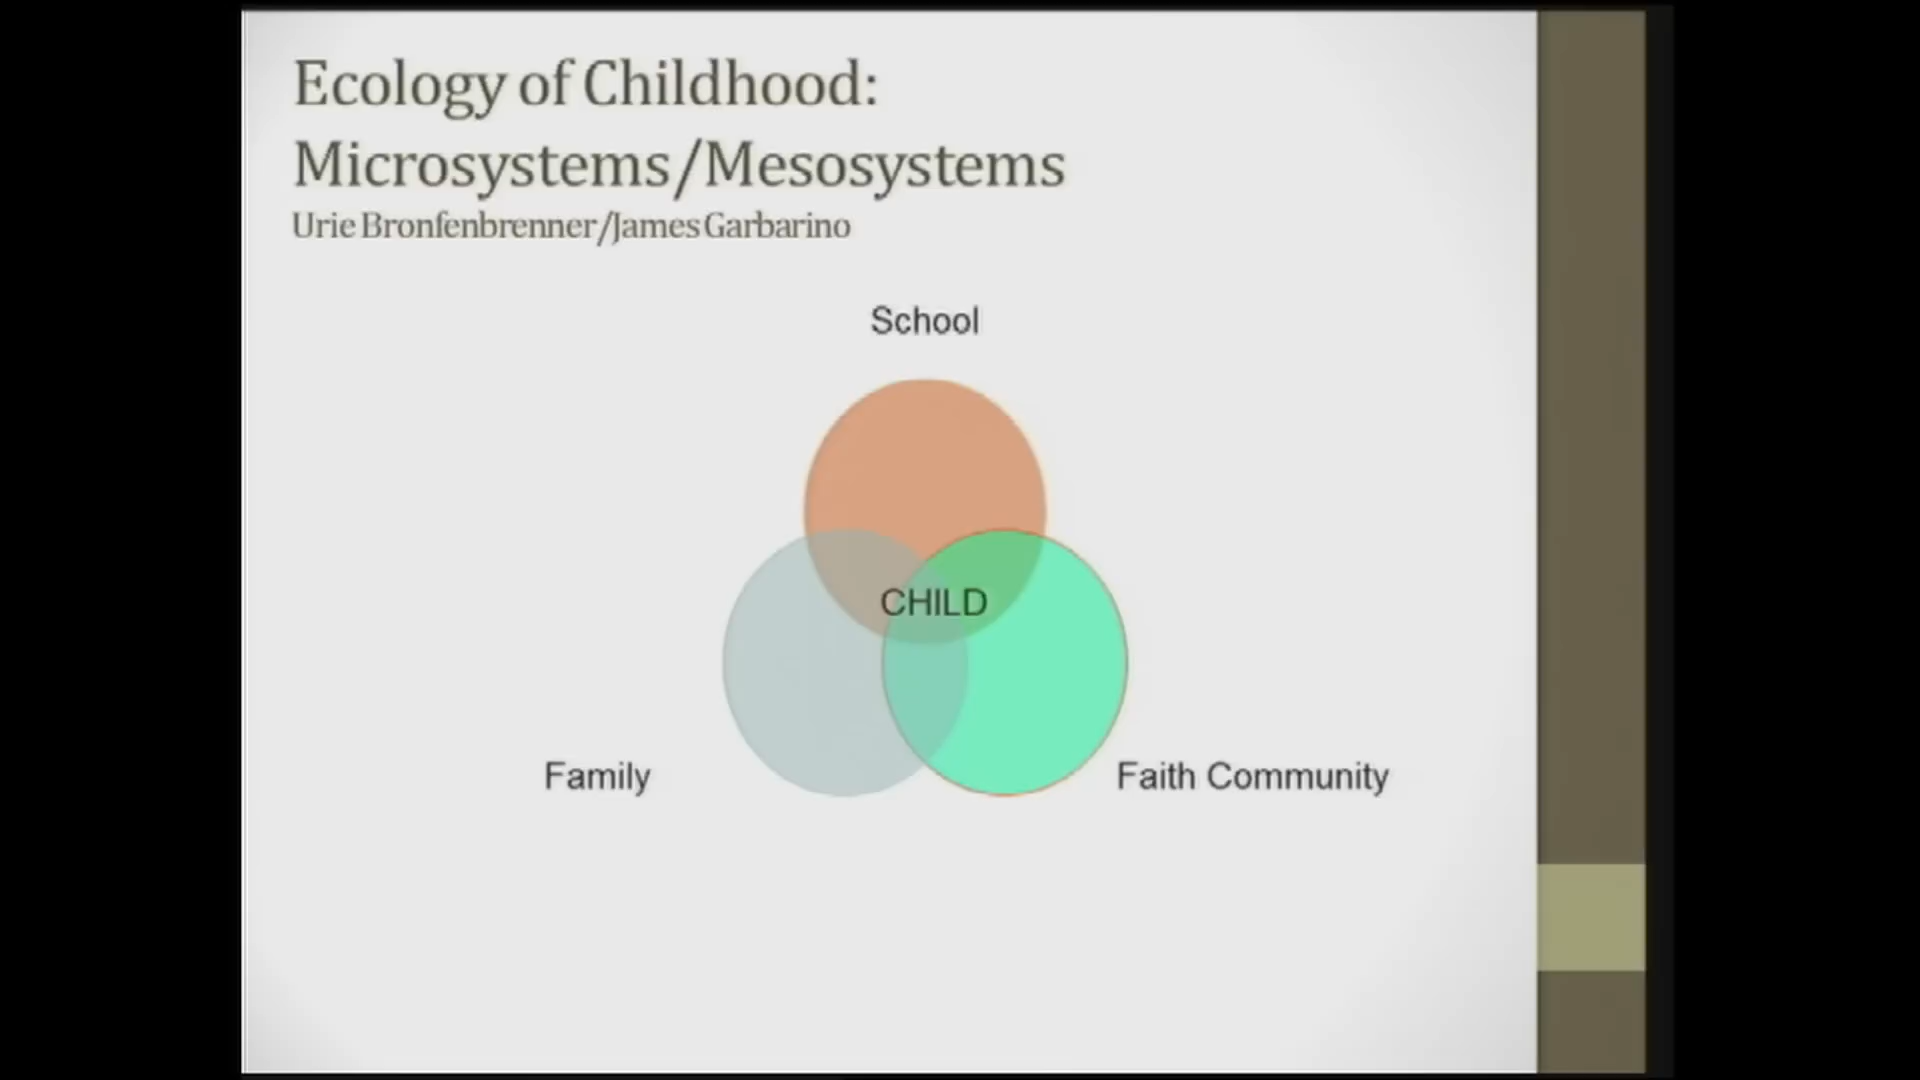 Ecology of Childhood:
Microsystems/Mesosystems
Urie Bronfenbrenner/James Garbarino
School
CHILD
Family
Faith Community